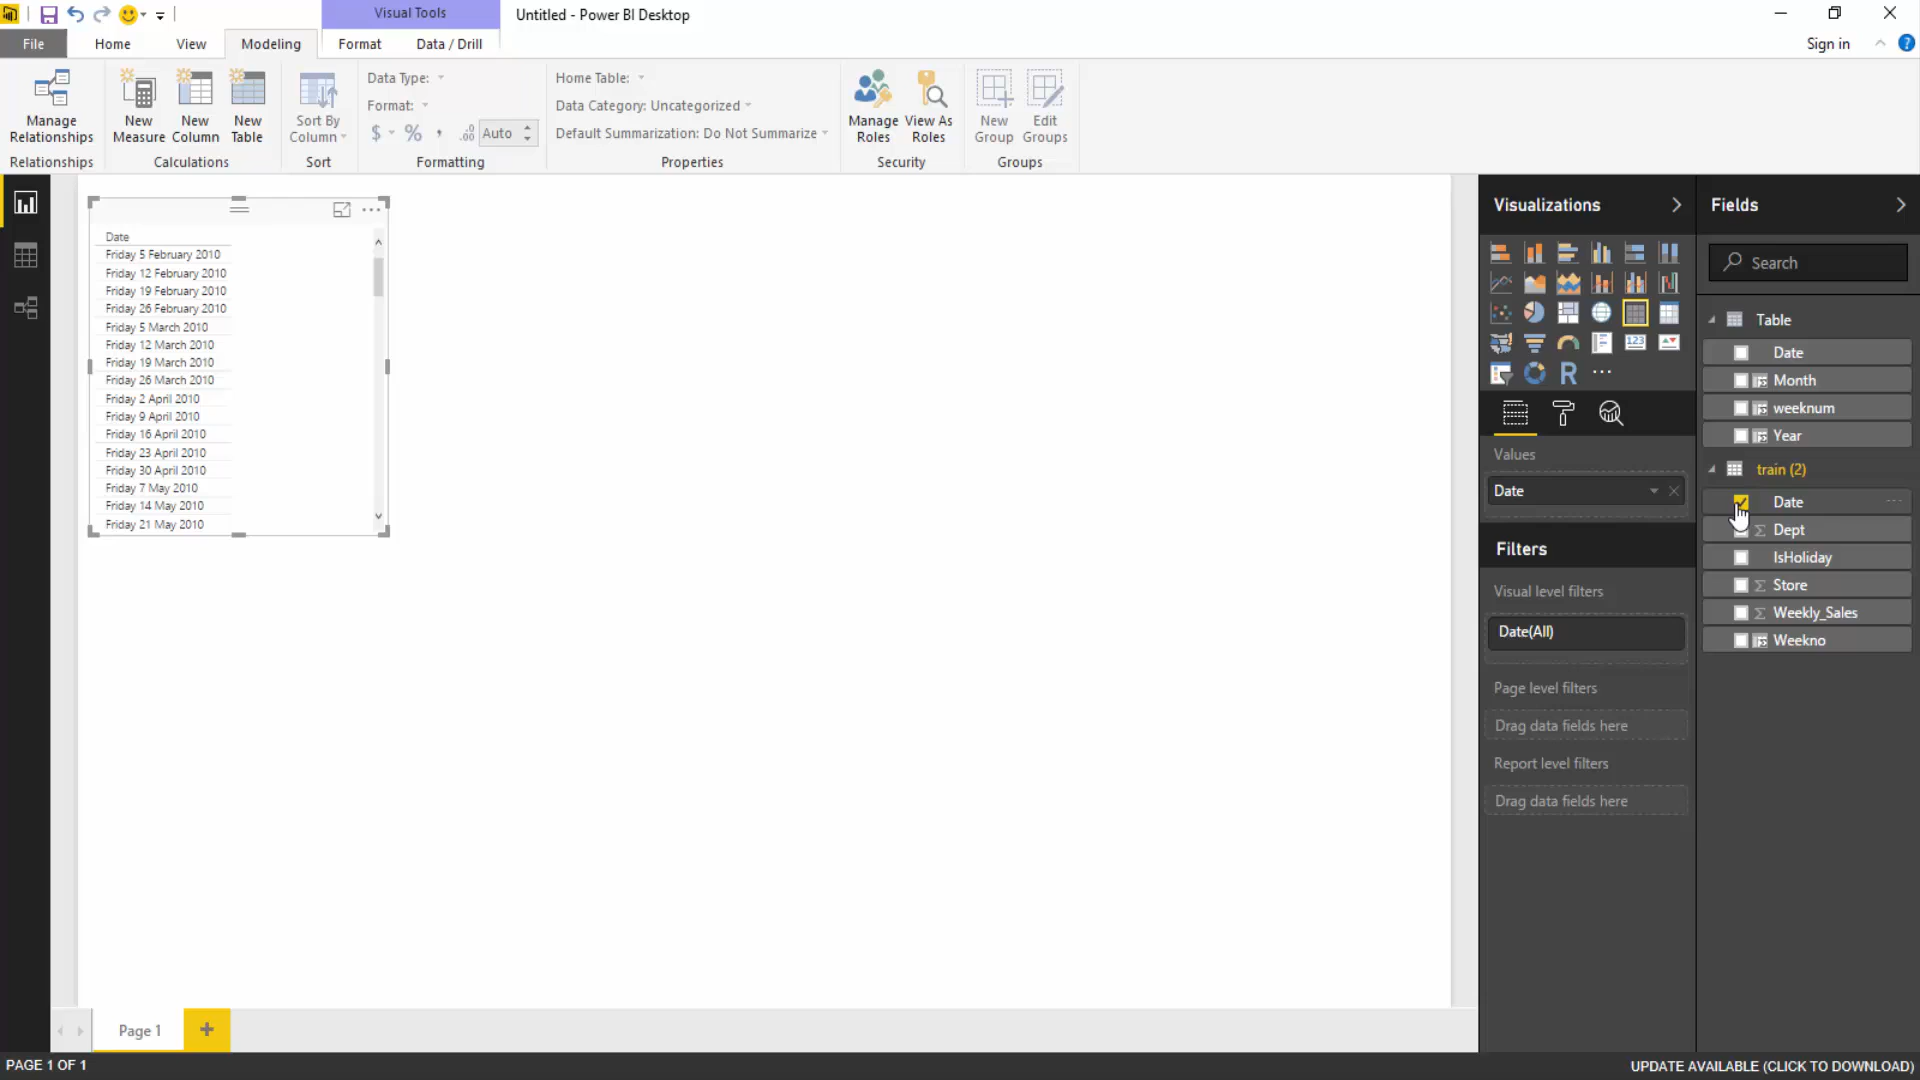 Visual Tools
Untitled - Power BI Desktop
File
Home
View
Modeling
Format
Data / Drill
Sign in
Manage Relationships
Relationships
New Measure
New Column
New Table
Calculations
Sort By Column
Sort
Data Type:
Format:
$ % , .00 Auto
Formatting
Home Table:
Data Category: Uncategorized
Default Summarization: Do Not Summarize
Properties
Manage Roles
View As Roles
Security
New Group
Edit Groups
Groups
Date
Friday 5 February 2010
Friday 12 February 2010
Friday 19 February 2010
Friday 26 February 2010
Friday 5 March 2010
Friday 12 March 2010
Friday 19 March 2010
Friday 26 March 2010
Friday 2 April 2010
Friday 9 April 2010
Friday 16 April 2010
Friday 23 April 2010
Friday 30 April 2010
Friday 7 May 2010
Friday 14 May 2010
Friday 21 May 2010
Visualizations
R
123
Values
Date
Filters
Visual level filters
Date(All)
Page level filters
Drag data fields here
Report level filters
Drag data fields here
Fields
Search
Table
Date
Month
weeknum
Year
train (2)
Date
Σ Dept
IsHoliday
Σ Store
Σ Weekly_Sales
Weekno
Page 1
PAGE 1 OF 1
UPDATE AVAILABLE (CLICK TO DOWNLOAD)